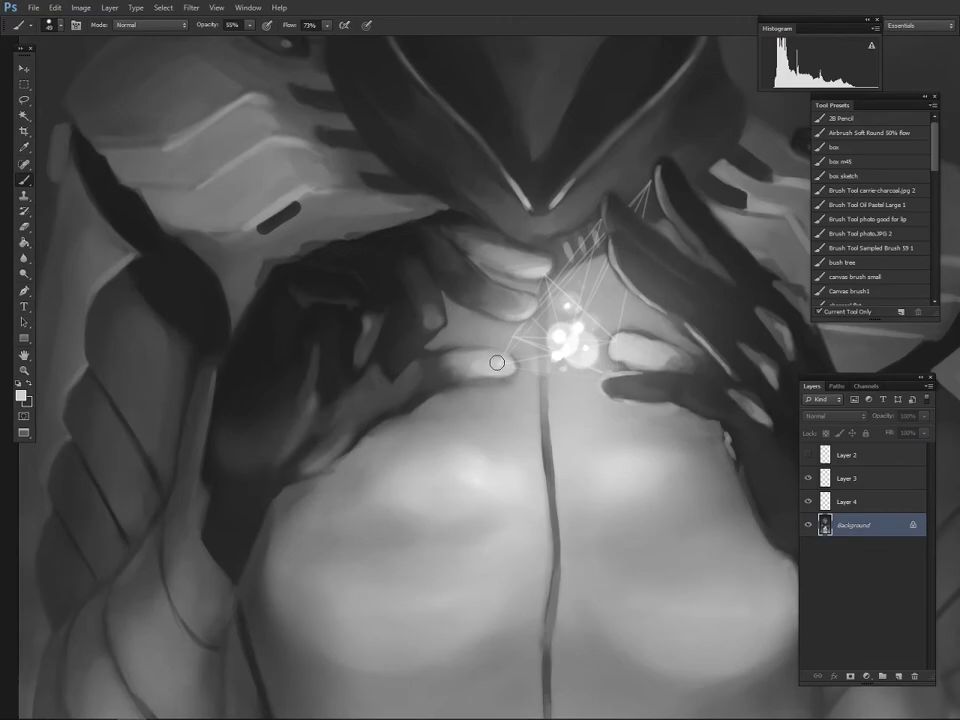 Ps File Edit Image Layer Type Select Filter View Window Help
49 Mode: Normal Opacity: 55% Flow: 73% Essentials
Histogram
Tool Presets
2B Pencil
Airbrush Soft Round 50% flow
box
box m45
box sketch
Brush Tool carrie-charcoal.jpg 2
Brush Tool Oil Pastel Large 1
Brush Tool photo good for lip
Brush Tool photo.JPG 2
Brush Tool Sampled Brush 59 1
bush tree
canvas brush small
Canvas brush1
Current Tool Only
Layers Paths Channels
Kind
Normal Opacity: 100%
Lock: Fill: 100%
Layer 2
Layer 3
Layer 4
Background
fx